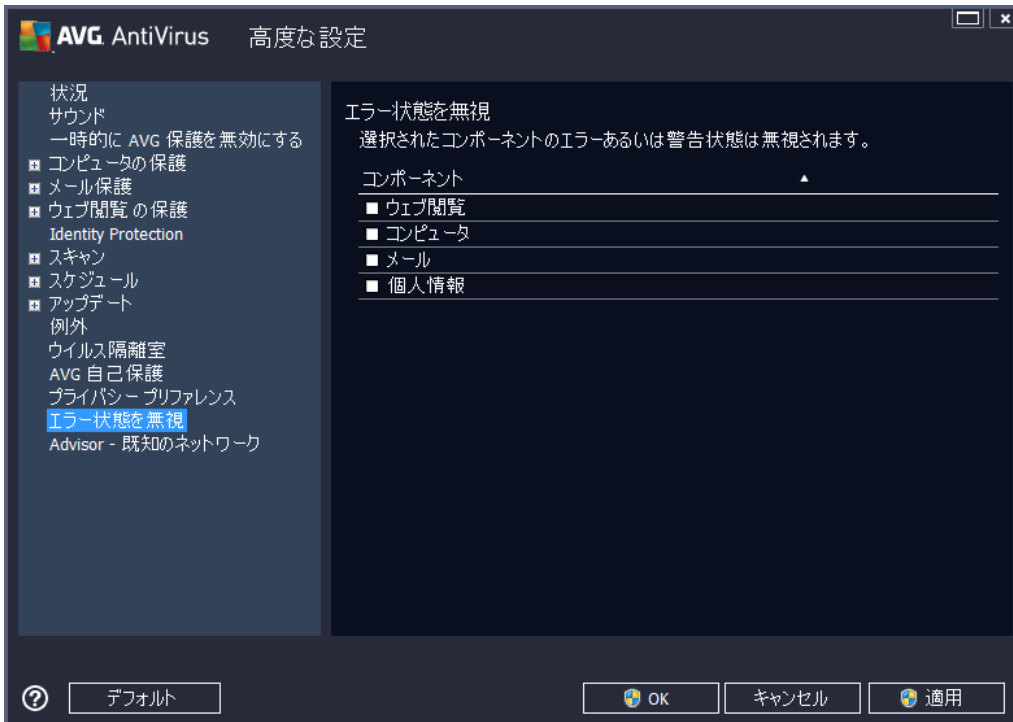 AVG. AntiVirus 高度な設定
状況
サウンド
一時的に AVG 保護を無効にする
コンピュータの保護
メール保護
ウェブ閲覧 の保護
Identity Protection
スキャン
スケジュール
アップデート
例外
ウイルス隔離室
AVG 自己保護
プライバシー プリファレンス
エラー状態を無視
Advisor - 既知のネットワーク
エラー状態を無視
選択されたコンポーネントのエラーあるいは警告状態は無視されます。
コンポーネント
ウェブ閲覧
コンピュータ
メール
個人情報
デフォルト
OK
キャンセル
適用